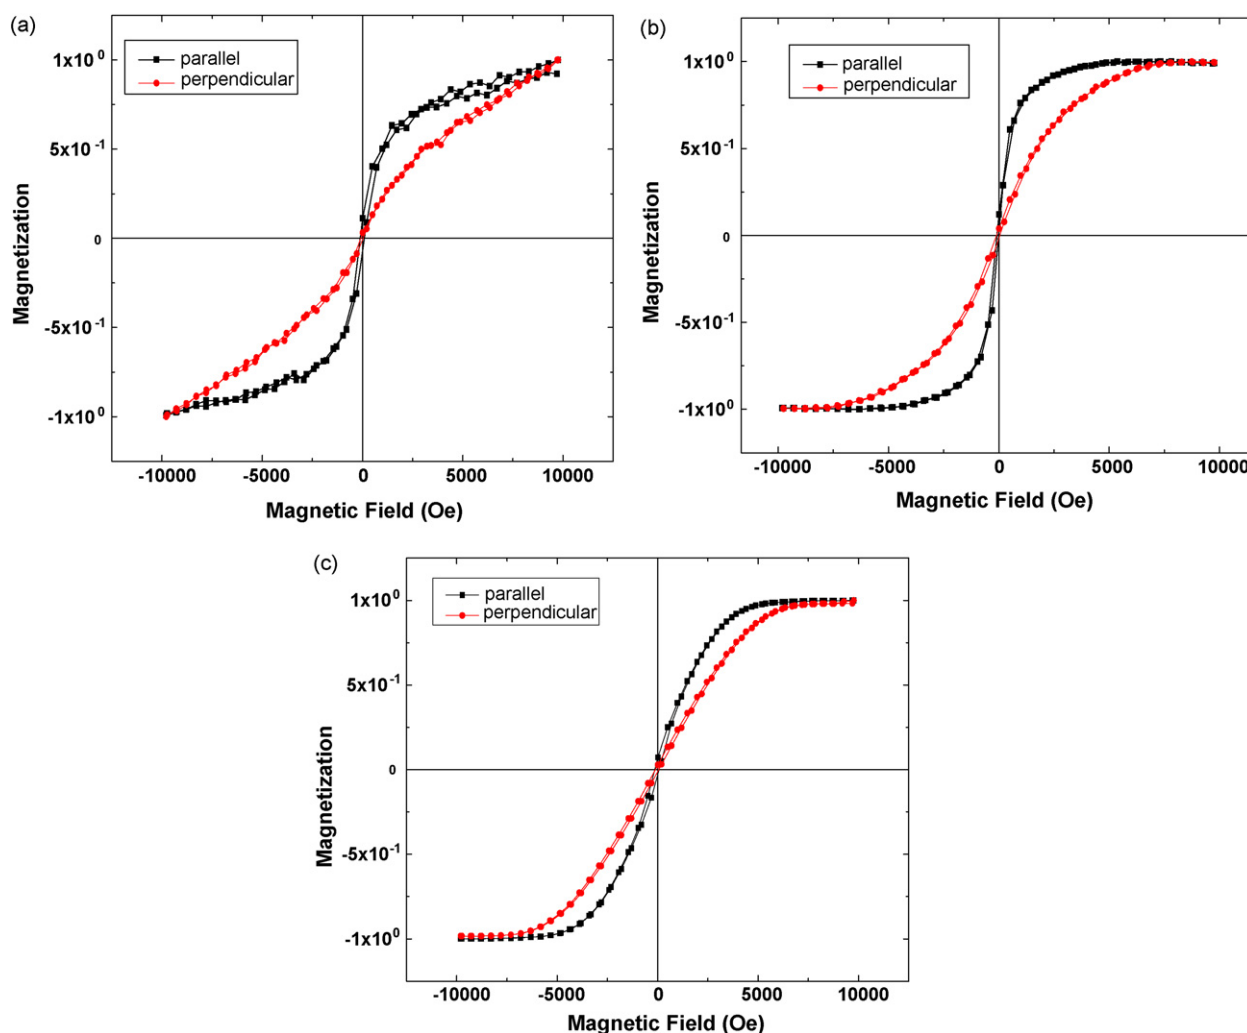 (a)
parallel
perpendicular
1x10⁰
5x10⁻¹
0
-5x10⁻¹
-1x10⁰
Magnetization
-10000 -5000 0 5000 10000
Magnetic Field (Oe)
(b)
parallel
perpendicular
1x10⁰
5x10⁻¹
0
-5x10⁻¹
-1x10⁰
Magnetization
-10000 -5000 0 5000 10000
Magnetic Field (Oe)
(c)
parallel
perpendicular
1x10⁰
5x10⁻¹
0
-5x10⁻¹
-1x10⁰
Magnetization
-10000 -5000 0 5000 10000
Magnetic Field (Oe)